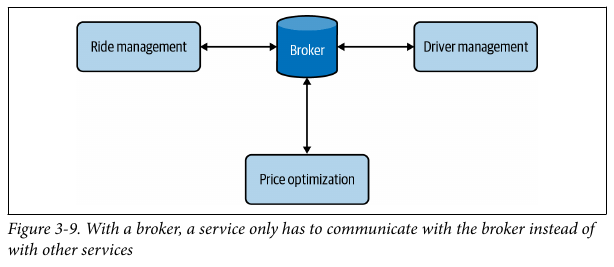 Ride management
Broker
Driver management
Price optimization
Figure 3-9. With a broker, a service only has to communicate with the broker instead of
with other services